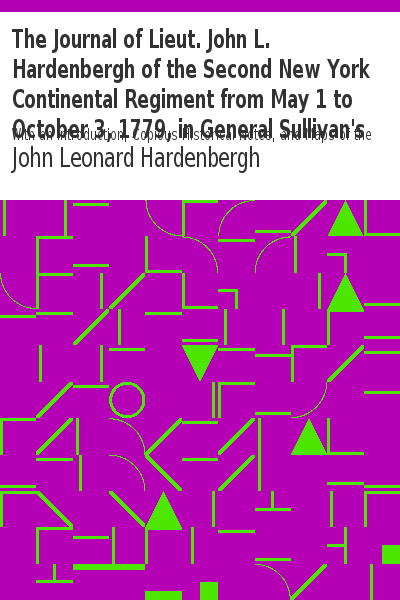 The Journal of Lieut. John L.
Hardenbergh of the Second New York
Continental Regiment from May 1 to
October 3, 1779, in General Sullivan's
With an Introduction, Copious Historical Notes, and Maps of the
John Leonard Hardenbergh